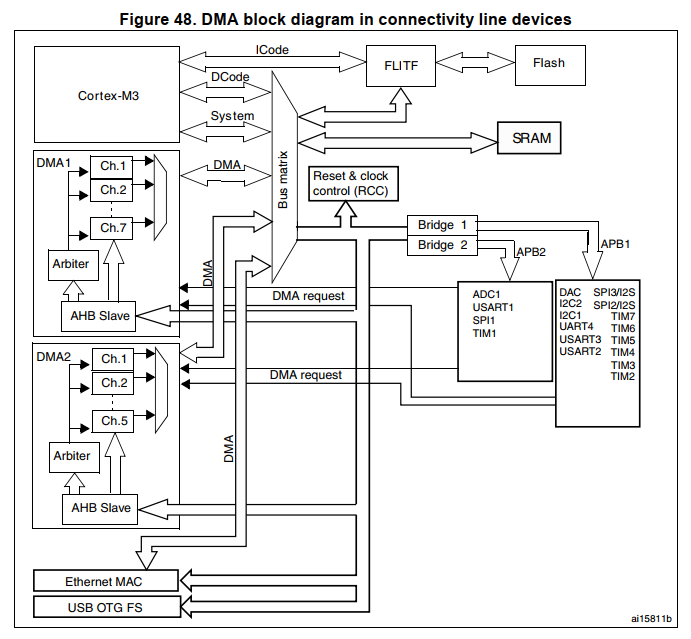 Figure 48. DMA block diagram in connectivity line devices
ICode
FLITF
Flash
Cortex-M3
DCode
System
SRAM
DMA1
Ch.1
Ch.2
Ch.7
Arbiter
AHB Slave
DMA
Bus matrix
Reset & clock
control (RCC)
Bridge 1
Bridge 2
APB2
APB1
DMA
DMA request
ADC1
USART1
SPI1
TIM1
DAC SPI3/I2S
I2C2 SPI2/I2S
I2C1 TIM7
UART4 TIM6
USART3 TIM5
USART2 TIM4
TIM3
TIM2
DMA2
Ch.1
Ch.2
Ch.5
Arbiter
AHB Slave
DMA request
DMA
Ethernet MAC
USB OTG FS
ai15811b